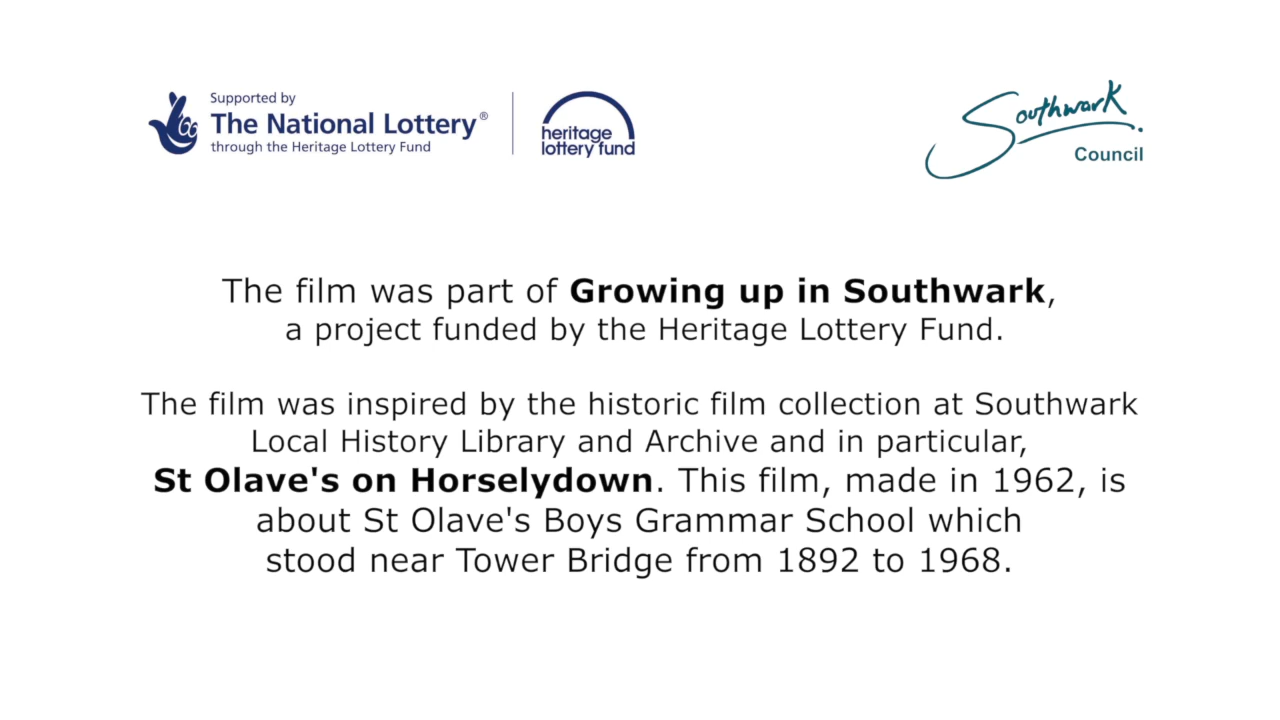 Supported by
The National Lottery®
through the Heritage Lottery Fund
heritage
lottery fund
Southwark
Council
The film was part of Growing up in Southwark,
a project funded by the Heritage Lottery Fund.
The film was inspired by the historic film collection at Southwark
Local History Library and Archive and in particular,
St Olave's on Horselydown. This film, made in 1962, is
about St Olave's Boys Grammar School which
stood near Tower Bridge from 1892 to 1968.